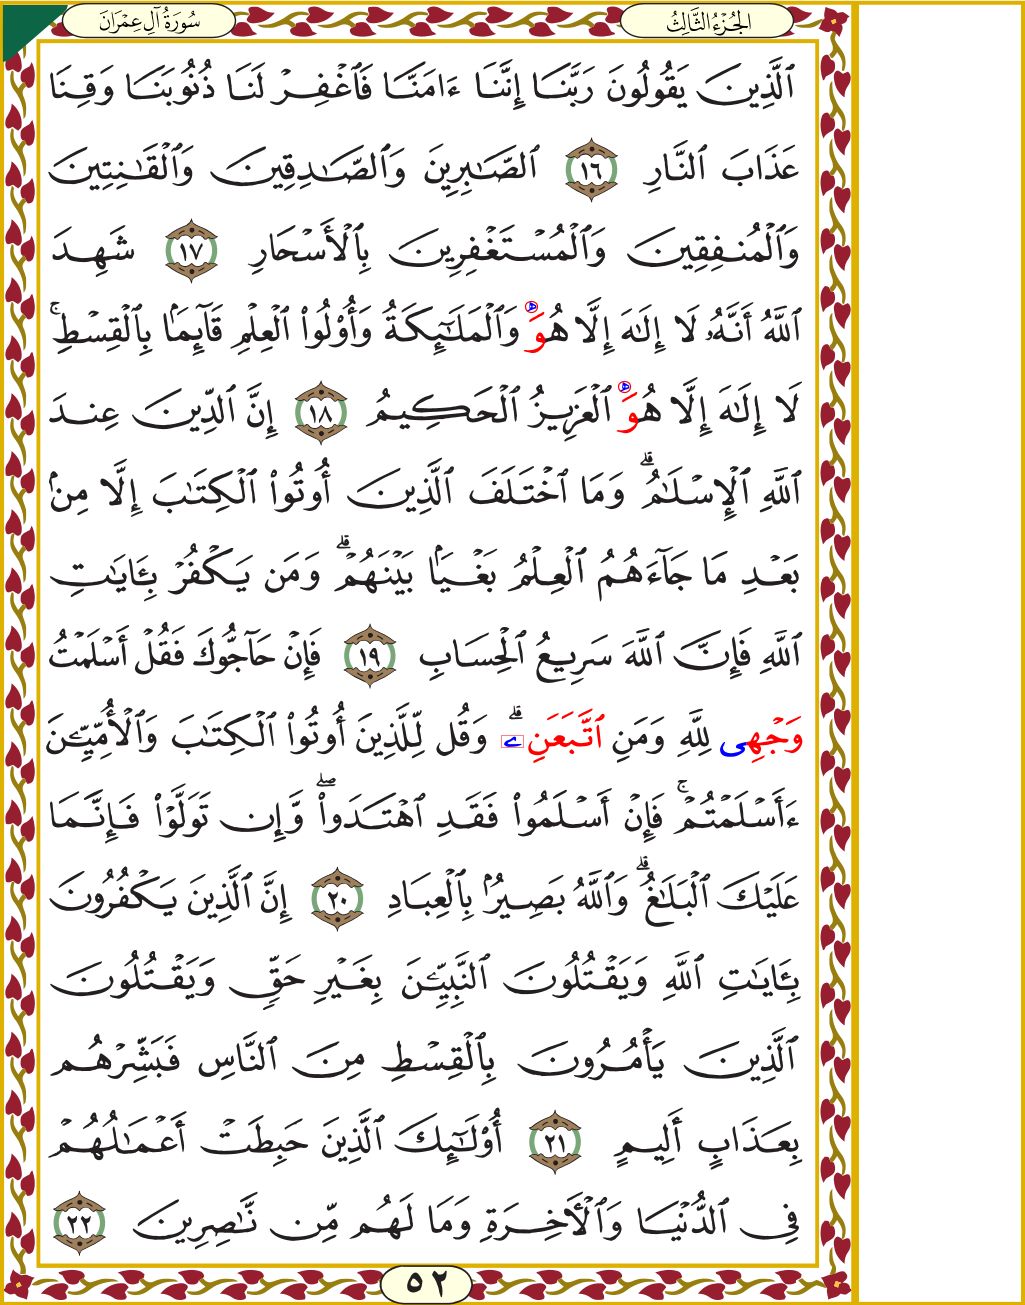 الجُزْءُ الثَّالِثُ
سُورَةُ آلِ عِمْرَانَ
ٱلَّذِينَ يَقُولُونَ رَبَّنَآ إِنَّنَآ ءَامَنَّا فَٱغْفِرْ لَنَا ذُنُوبَنَا وَقِنَا
عَذَابَ ٱلنَّارِ ١٦ ٱلصَّـٰبِرِينَ وَٱلصَّـٰدِقِينَ وَٱلْقَـٰنِتِينَ
وَٱلْمُنفِقِينَ وَٱلْمُسْتَغْفِرِينَ بِٱلْأَسْحَارِ ١٧ شَهِدَ
ٱللَّهُ أَنَّهُۥ لَآ إِلَـٰهَ إِلَّا هُوَ ۿ وَٱلْمَلَـٰٓئِكَةُ وَأُو۟لُوا۟ ٱلْعِلْمِ قَآئِمَۢا بِٱلْقِسْطِۚ
لَآ إِلَـٰهَ إِلَّا هُوَ ۿ ٱلْعَزِيزُ ٱلْحَكِيمُ ١٨ إِنَّ ٱلدِّينَ عِندَ
ٱللَّهِ ٱلْإِسْلَـٰمُۗ وَمَا ٱخْتَلَفَ ٱلَّذِينَ أُوتُوا۟ ٱلْكِتَـٰبَ إِلَّا مِنۢ
بَعْدِ مَا جَآءَهُمُ ٱلْعِلْمُ بَغْيَۢا بَيْنَهُمْۗ وَمَن يَكْفُرْ بِـَٔايَـٰتِ
ٱللَّهِ فَإِنَّ ٱللَّهَ سَرِيعُ ٱلْحِسَابِ ١٩ فَإِنْ حَآجُّوكَ فَقُلْ أَسْلَمْتُ
وَجْهِى لِلَّهِ وَمَنِ ٱتَّبَعَنِۦۗ وَقُل لِّلَّذِينَ أُوتُوا۟ ٱلْكِتَـٰبَ وَٱلْأُمِّيِّـۧنَ
ءَأَسْلَمْتُمْۚ فَإِنْ أَسْلَمُوا۟ فَقَدِ ٱهْتَدَوا۟ۖ وَّإِن تَوَلَّوْا۟ فَإِنَّمَا
عَلَيْكَ ٱلْبَلَـٰغُۗ وَٱللَّهُ بَصِيرُۢ بِٱلْعِبَادِ ٢٠ إِنَّ ٱلَّذِينَ يَكْفُرُونَ
بِـَٔايَـٰتِ ٱللَّهِ وَيَقْتُلُونَ ٱلنَّبِيِّـۧنَ بِغَيْرِ حَقٍّ وَيَقْتُلُونَ
ٱلَّذِينَ يَأْمُرُونَ بِٱلْقِسْطِ مِنَ ٱلنَّاسِ فَبَشِّرْهُم
بِعَذَابٍ أَلِيمٍ ٢١ أُو۟لَـٰٓئِكَ ٱلَّذِينَ حَبِطَتْ أَعْمَـٰلُهُمْ
فِى ٱلدُّنْيَا وَٱلْـَٔاخِرَةِ وَمَا لَهُم مِّن نَّـٰصِرِينَ ٢٢
٥٢